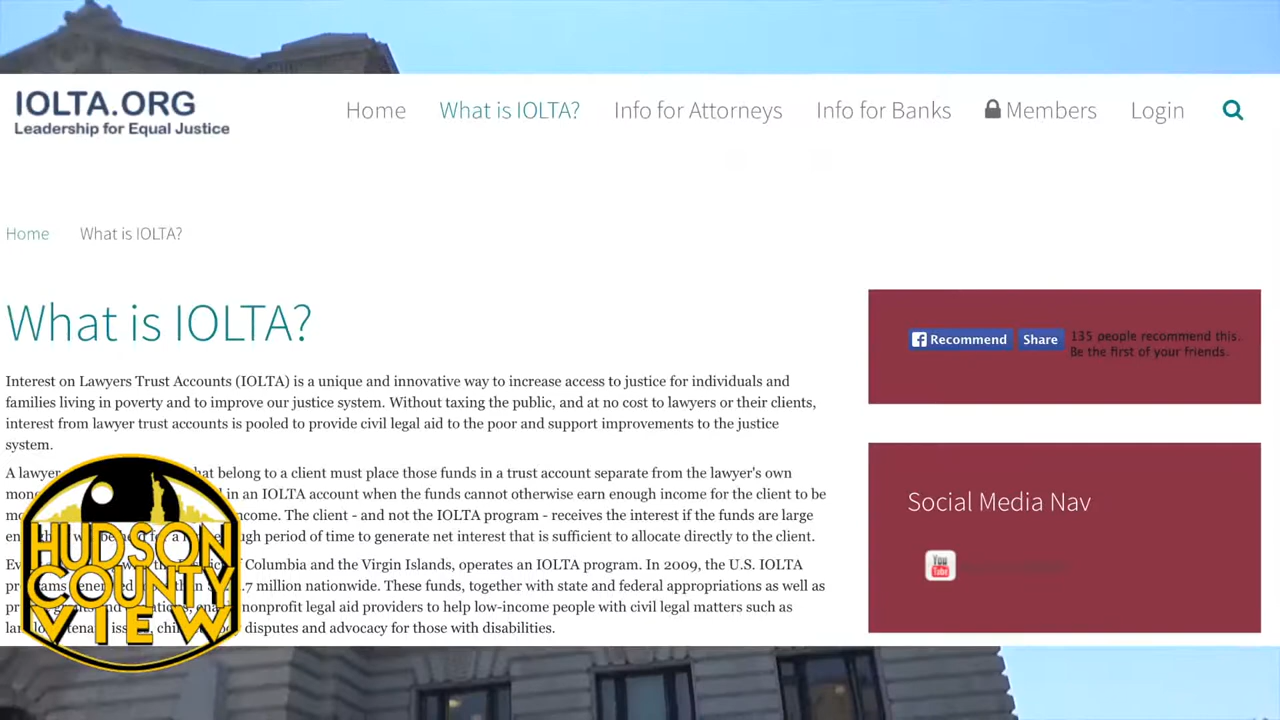 IOLTA.ORG
Leadership for Equal Justice
Home What is IOLTA? Info for Attorneys Info for Banks Members Login
Home What is IOLTA?
What is IOLTA?
Interest on Lawyers Trust Accounts (IOLTA) is a unique and innovative way to increase access to justice for individuals and
families living in poverty and to improve our justice system. Without taxing the public, and at no cost to lawyers or their clients,
interest from lawyer trust accounts is pooled to provide civil legal aid to the poor and support improvements to the justice
system.
A lawyer that belong to a client must place those funds in a trust account separate from the lawyer's own
in an IOLTA account when the funds cannot otherwise earn enough income for the client to be
The client - and not the IOLTA program - receives the interest if the funds are large
period of time to generate net interest that is sufficient to allocate directly to the client.
Columbia and the Virgin Islands, operates an IOLTA program. In 2009, the U.S. IOLTA
million nationwide. These funds, together with state and federal appropriations as well as
nonprofit legal aid providers to help low-income people with civil legal matters such as
disputes and advocacy for those with disabilities.
Recommend Share 135 people recommend this.
Be the first of your friends.
Social Media Nav
You
Tube
HUDSON
COUNTY
VIEW